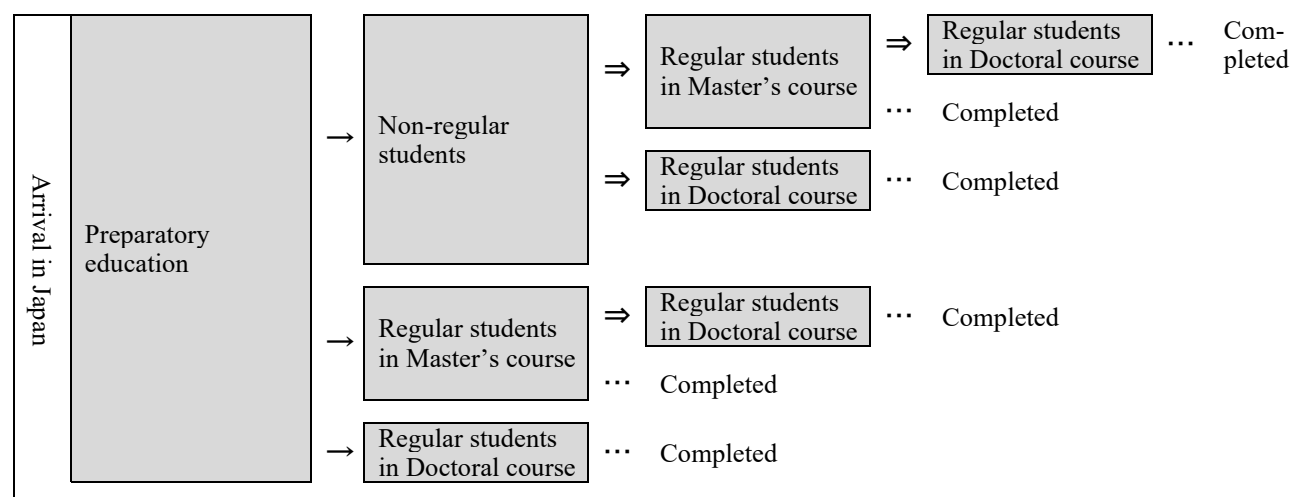 Arrival in Japan
Preparatory
education
→
Non-regular
students
⇒
Regular students
in Master’s course
⇒
Regular students
in Doctoral course
… Com-
pleted
… Completed
⇒
Regular students
in Doctoral course
… Completed
→
Regular students
in Master’s course
⇒
Regular students
in Doctoral course
… Completed
… Completed
→
Regular students
in Doctoral course
… Completed